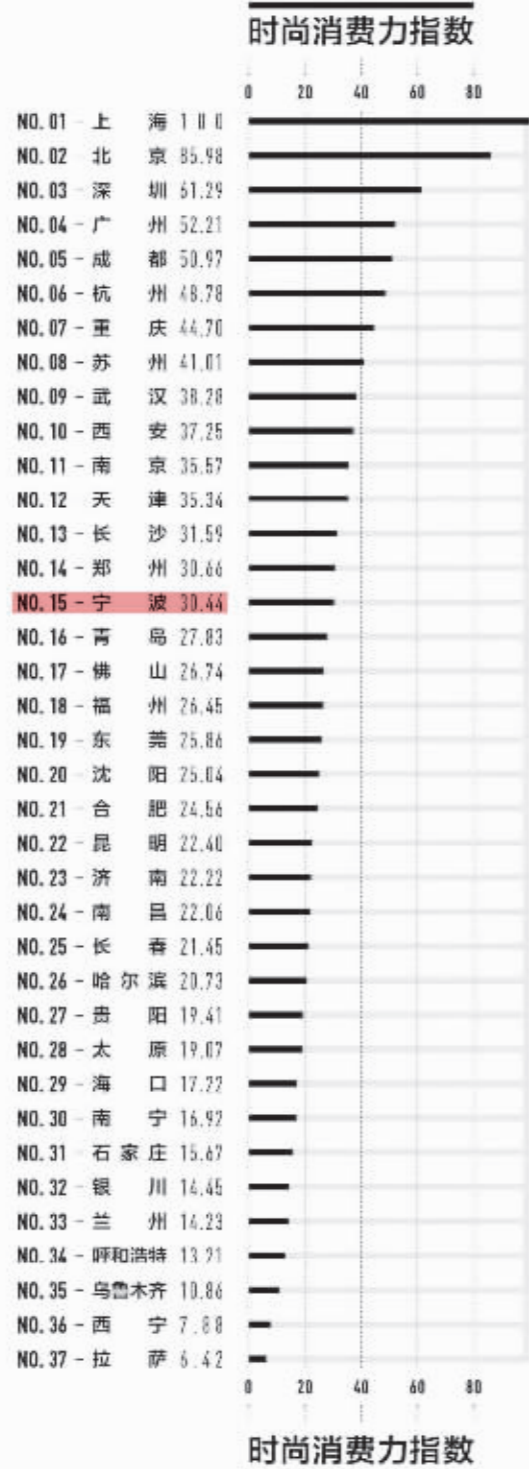 时尚消费力指数
0 20 40 60 80
NO.01 - 上海 100
NO.02 - 北京 85.98
NO.03 - 深圳 61.29
NO.04 - 广州 52.21
NO.05 - 成都 50.97
NO.06 - 杭州 48.78
NO.07 - 重庆 44.70
NO.08 - 苏州 41.01
NO.09 - 武汉 38.28
NO.10 - 西安 37.25
NO.11 - 南京 35.57
NO.12 天津 35.34
NO.13 - 长沙 31.59
NO.14 - 郑州 30.66
NO.15 - 宁波 30.44
NO.16 - 青岛 27.83
NO.17 - 佛山 26.74
NO.18 - 福州 26.45
NO.19 - 东莞 25.86
NO.20 - 沈阳 25.04
NO.21 - 合肥 24.56
NO.22 - 昆明 22.40
NO.23 - 济南 22.22
NO.24 - 南昌 22.06
NO.25 - 长春 21.45
NO.26 - 哈尔滨 20.73
NO.27 - 贵阳 19.41
NO.28 - 太原 19.07
NO.29 - 海口 17.22
NO.30 - 南宁 16.92
NO.31 - 石家庄 15.67
NO.32 - 银川 14.45
NO.33 - 兰州 14.23
NO.34 - 呼和浩特 13.21
NO.35 - 乌鲁木齐 10.86
NO.36 - 西宁 7.88
NO.37 - 拉萨 6.42
0 20 40 60 80
时尚消费力指数